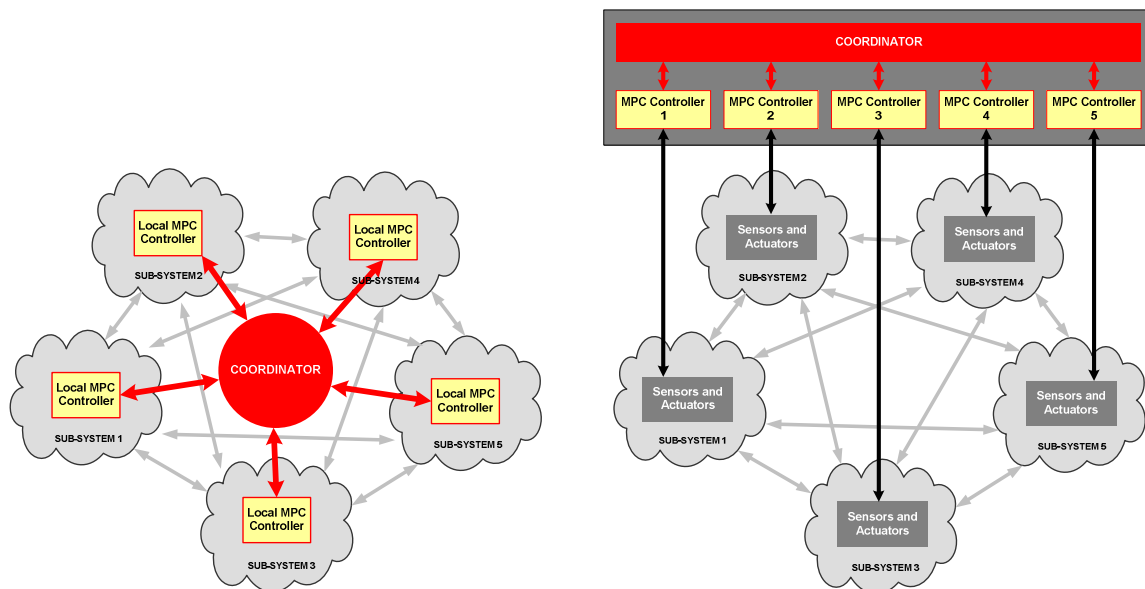 Local MPC
Controller
SUB-SYSTEM 2
Local MPC
Controller
SUB-SYSTEM 4
COORDINATOR
Local MPC
Controller
SUB-SYSTEM 1
Local MPC
Controller
SUB-SYSTEM 5
Local MPC
Controller
SUB-SYSTEM 3
COORDINATOR
MPC Controller
1
MPC Controller
2
MPC Controller
3
MPC Controller
4
MPC Controller
5
Sensors and
Actuators
SUB-SYSTEM 2
Sensors and
Actuators
SUB-SYSTEM 4
Sensors and
Actuators
SUB-SYSTEM 1
Sensors and
Actuators
SUB-SYSTEM 5
Sensors and
Actuators
SUB-SYSTEM 3